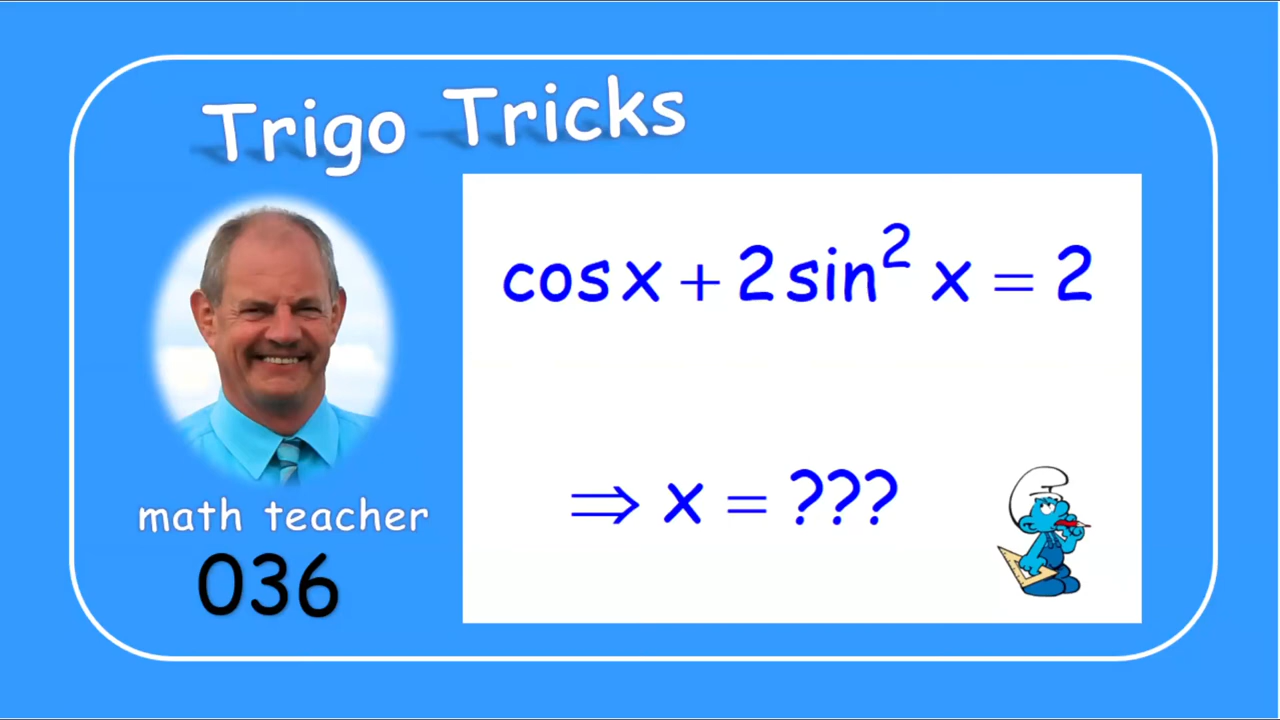 Trigo Tricks
cos x + 2 sin² x = 2
⇒ x = ???
math teacher
036